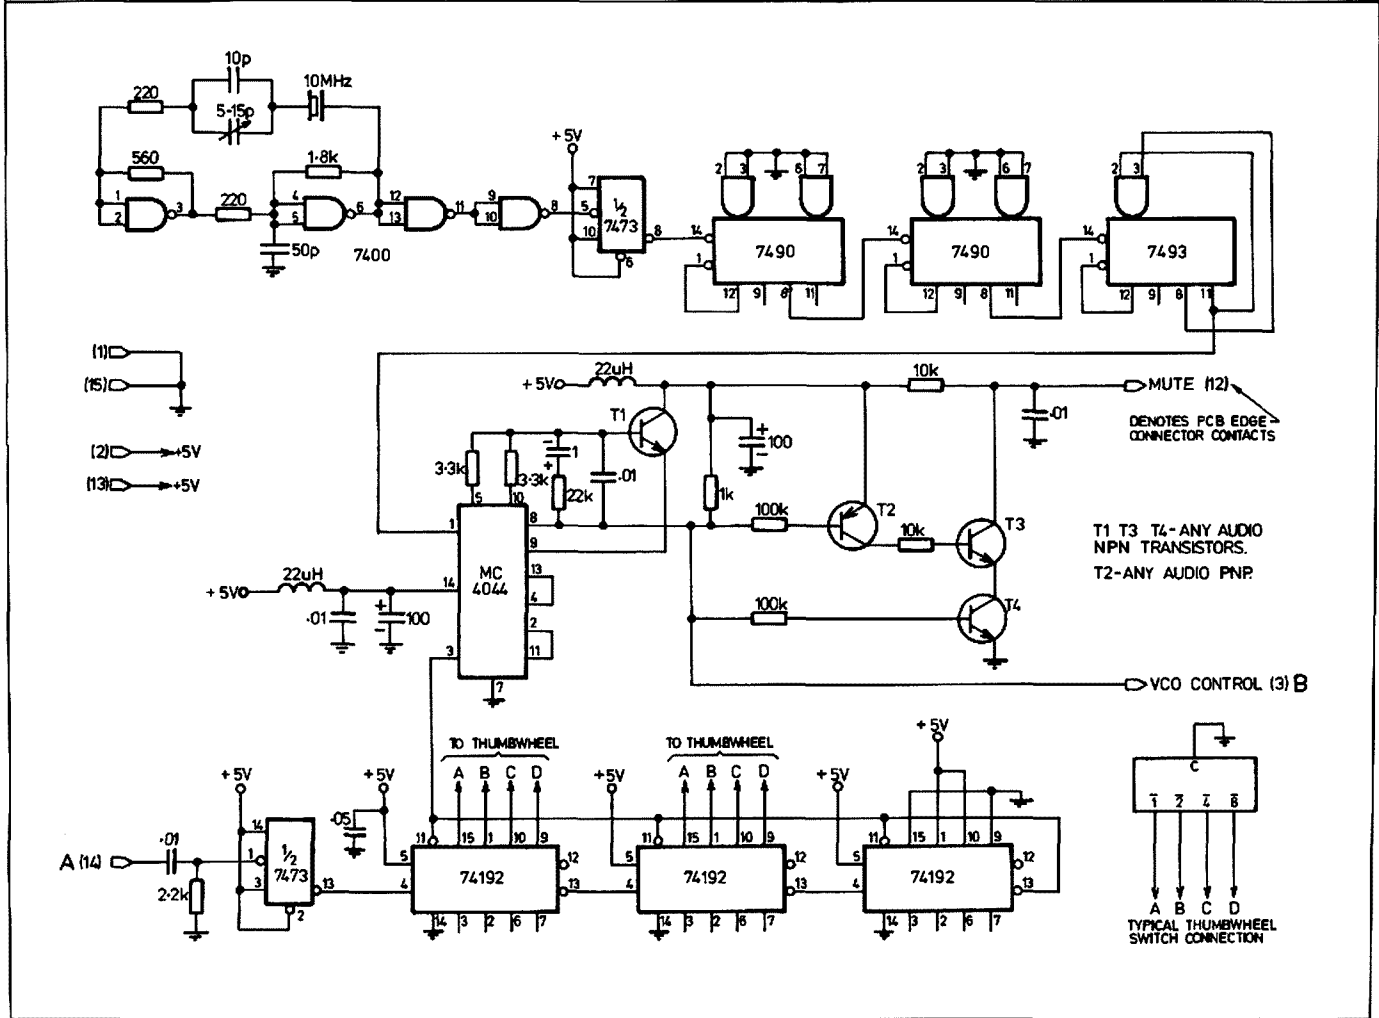 10p
220
5-15p
10MHz
560
1·8k
220
50p
7400
1 2 3
4 5 6
12 13 11
9 10 8
+5V
7
5
10
½
7473
8
6
2 3 6 7
14
1
7490
12 9 8 11
2 3 6 7
14
1
7490
12 9 8 11
2 3
14
1
7493
12 9 8 11
(1)
(15)
(2) +5V
(13) +5V
+5V
22uH
T1
10k
MUTE (12)
DENOTES PCB EDGE-
CONNECTOR CONTACTS
·01
3·3k
3·3k
+
−
1
22k
·01
+
−
100
1k
100k
T2
10k
T3
100k
T4
T1 T3 T4-ANY AUDIO
NPN TRANSISTORS.
T2-ANY AUDIO PNP.
5 10
1
8
9
13
4
2
11
14
3
7
MC
4044
+5V
22uH
·01
+
−
100
VCO CONTROL (3) B
TO THUMBWHEEL
A B C D
TO THUMBWHEEL
A B C D
+5V
+5V
+5V
+5V
+5V
·05
A (14)
·01
2·2k
14
1
3
½
7473
13
2
11 15 1 10 9
5
4
74192
12
13
14 3 2 6 7
11 15 1 10 9
5
4
74192
12
13
14 3 2 6 7
11 15 1 10 9
5
4
74192
12
13
14 3 2 6 7
C
1 2 4 8
A B C D
TYPICAL THUMBWHEEL
SWITCH CONNECTION